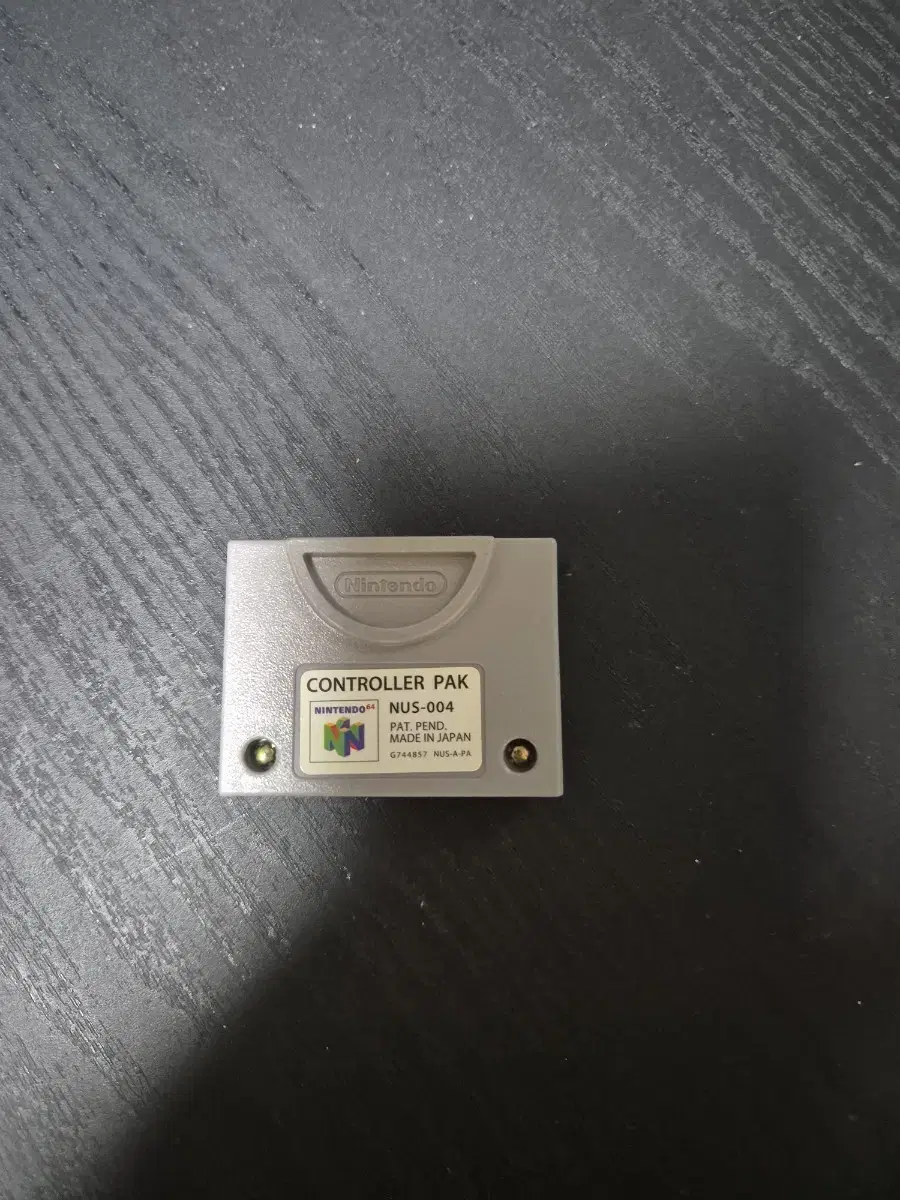 Nintendo
CONTROLLER PAK
NINTENDO64
NUS-004
PAT. PEND.
MADE IN JAPAN
G744857 NUS-A-PA